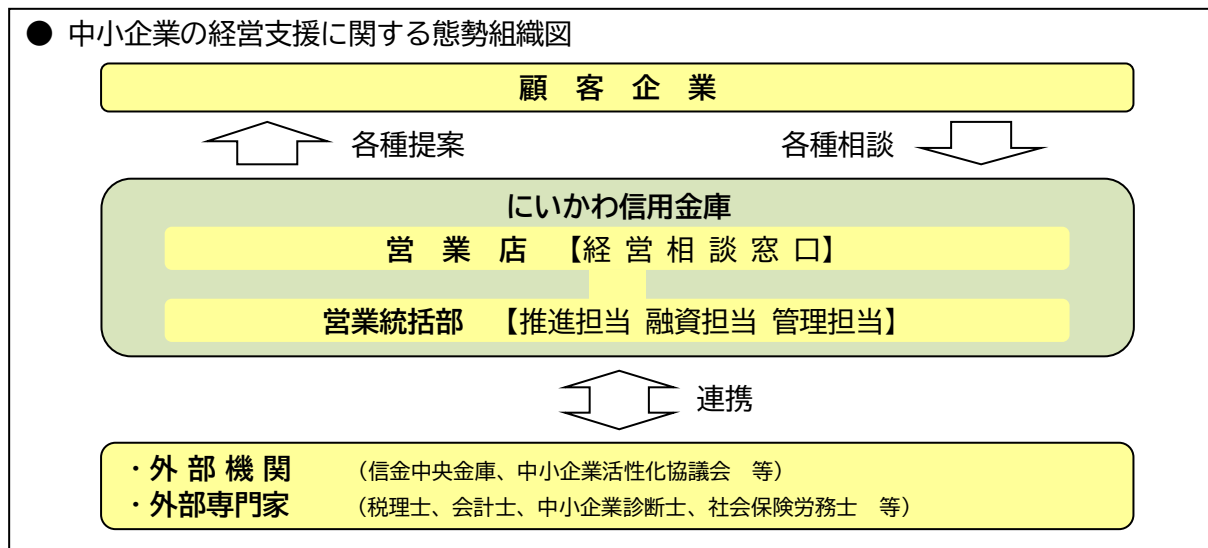 ● 中小企業の経営支援に関する態勢組織図
顧 客 企 業
各種提案 各種相談
にいかわ信用金庫
営 業 店 【経 営 相 談 窓 口】
営業統括部 【推進担当 融資担当 管理担当】
連携
・外 部 機 関 （信金中央金庫、中小企業活性化協議会 等）
・外部専門家 （税理士、会計士、中小企業診断士、社会保険労務士 等）